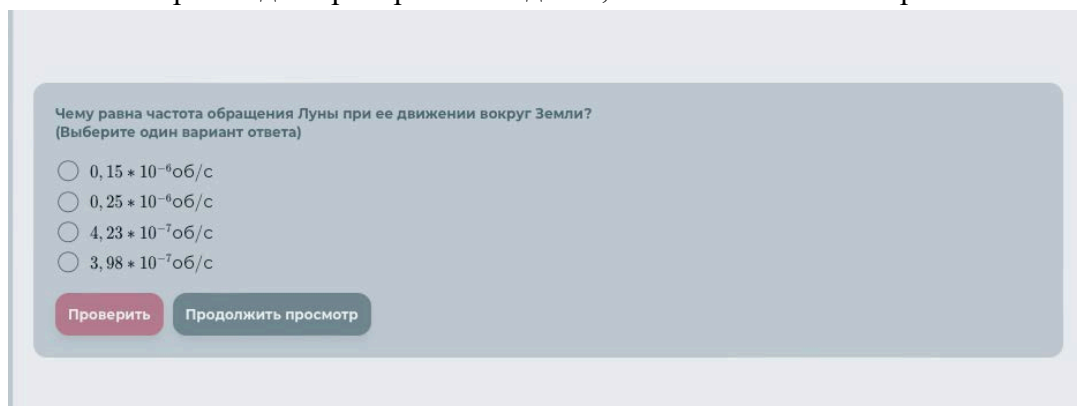 Чему равна частота обращения Луны при ее движении вокруг Земли?
(Выберите один вариант ответа)
0,15 * 10⁻⁶об/с
0,25 * 10⁻⁶об/с
4,23 * 10⁻⁷об/с
3,98 * 10⁻⁷об/с
Проверить Продолжить просмотр